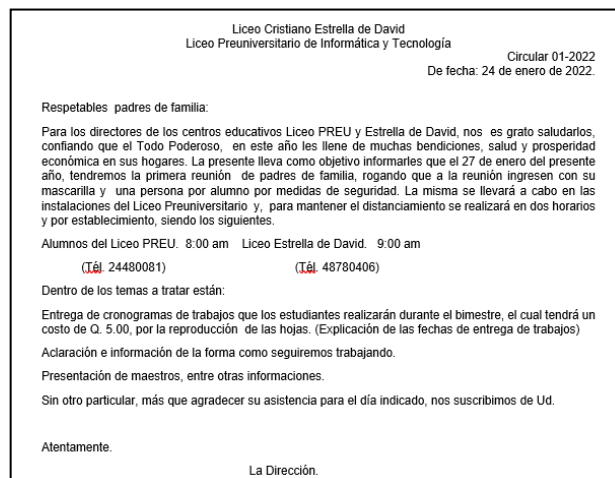 Liceo Cristiano Estrella de David
Liceo Preuniversitario de Informática y Tecnología
Circular 01-2022
De fecha: 24 de enero de 2022.
Respetables padres de familia:
Para los directores de los centros educativos Liceo PREU y Estrella de David, nos es grato saludarlos,
confiando que el Todo Poderoso, en este año les llene de muchas bendiciones, salud y prosperidad
económica en sus hogares. La presente lleva como objetivo informarles que el 27 de enero del presente
año, tendremos la primera reunión de padres de familia, rogando que a la reunión ingresen con su
mascarilla y una persona por alumno por medidas de seguridad. La misma se llevará a cabo en las
instalaciones del Liceo Preuniversitario y, para mantener el distanciamiento se realizará en dos horarios
y por establecimiento, siendo los siguientes.
Alumnos del Liceo PREU. 8:00 am Liceo Estrella de David. 9:00 am
(Tél. 24480081) (Tél. 48780406)
Dentro de los temas a tratar están:
Entrega de cronogramas de trabajos que los estudiantes realizarán durante el bimestre, el cual tendrá un
costo de Q. 5.00, por la reproducción de las hojas. (Explicación de las fechas de entrega de trabajos)
Aclaración e información de la forma como seguiremos trabajando.
Presentación de maestros, entre otras informaciones.
Sin otro particular, más que agradecer su asistencia para el día indicado, nos suscribimos de Ud.
Atentamente.
La Dirección.